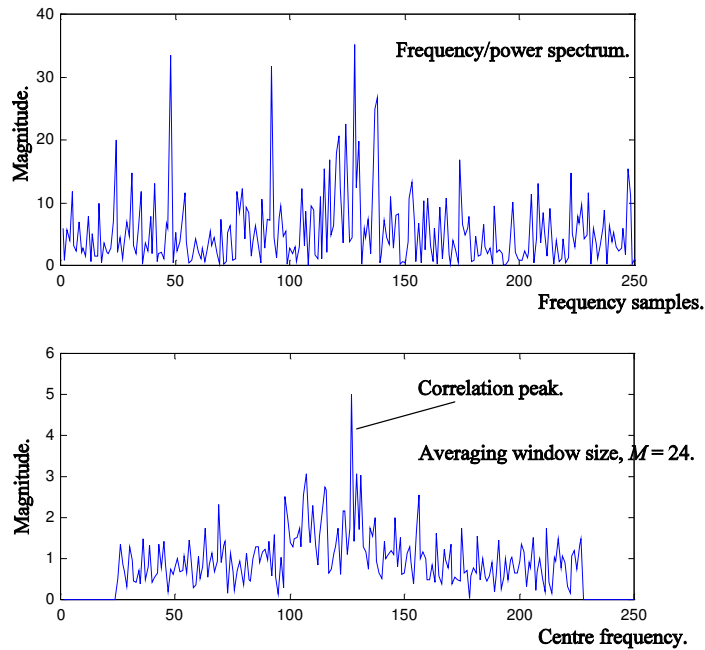 40
Frequency/power spectrum.
30
Magnitude.
20
10
0
0 50 100 150 200 250
Frequency samples.
6
5
Correlation peak.
4
Averaging window size, M = 24.
3
Magnitude.
2
1
0
0 50 100 150 200 250
Centre frequency.